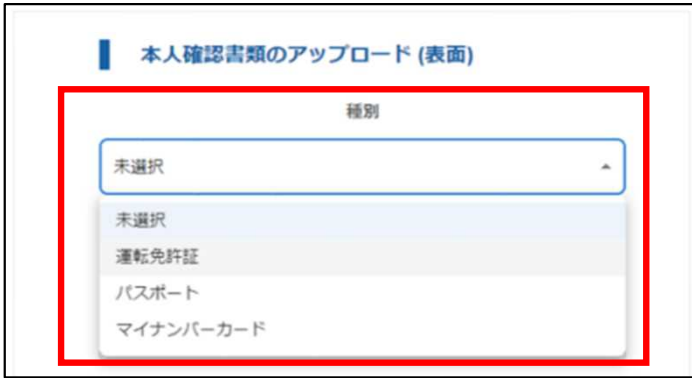 本人確認書類のアップロード (表面)
種別
未選択
未選択
運転免許証
パスポート
マイナンバーカード